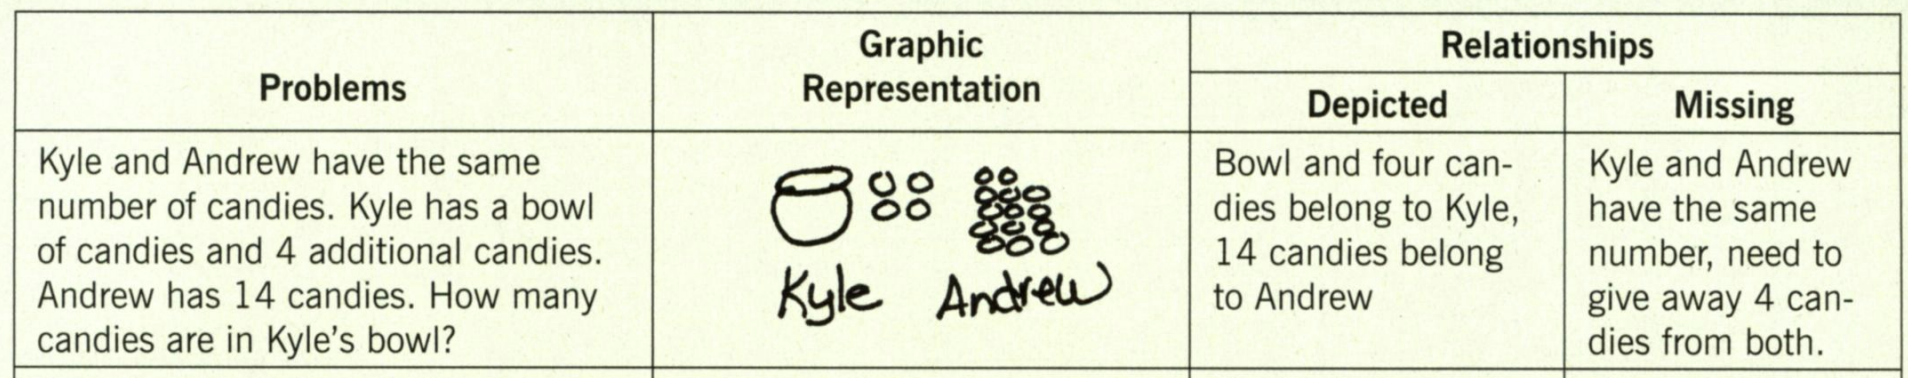 Problems
Graphic
Representation
Relationships
Depicted
Missing
Kyle and Andrew have the same
number of candies. Kyle has a bowl
of candies and 4 additional candies.
Andrew has 14 candies. How many
candies are in Kyle's bowl?
Kyle Andrew
Bowl and four can-
dies belong to Kyle,
14 candies belong
to Andrew
Kyle and Andrew
have the same
number, need to
give away 4 can-
dies from both.